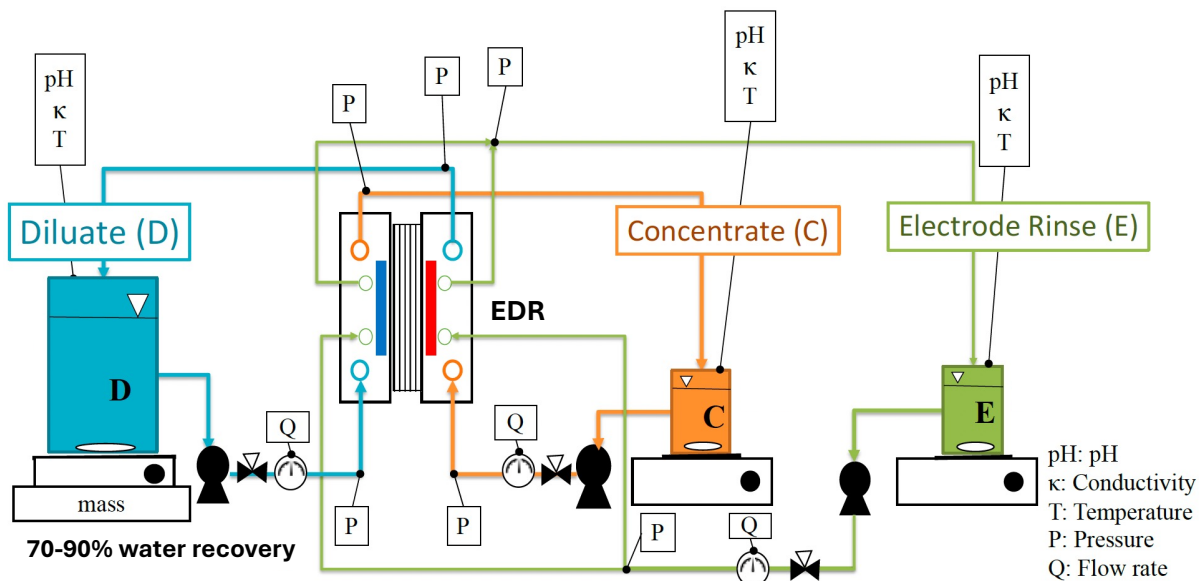 pH
κ
T
P
P
P
pH
κ
T
pH
κ
T
Diluate (D)
Concentrate (C)
Electrode Rinse (E)
EDR
D
C
E
Q
Q
mass
P
P
P
Q
70-90% water recovery
pH: pH
κ: Conductivity
T: Temperature
P: Pressure
Q: Flow rate